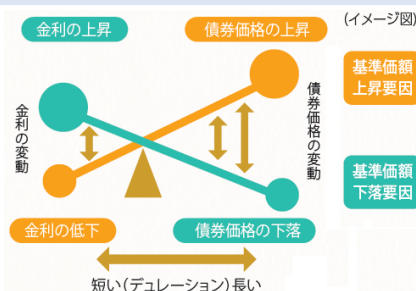 (イメージ図)
金利の上昇
債券価格の上昇
基準価額
上昇要因
金利の変動
債券価格の変動
基準価額
下落要因
金利の低下
債券価格の下落
短い(デュレーション)長い